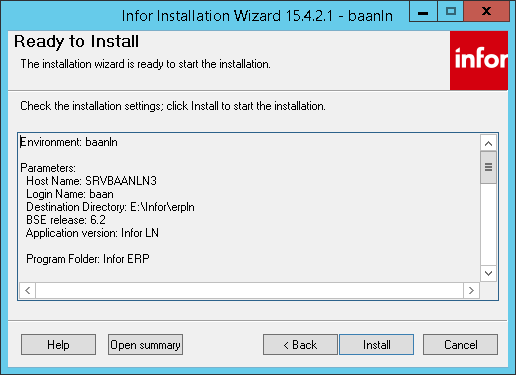 Infor Installation Wizard 15.4.2.1 - baanln
Ready to Install
The installation wizard is ready to start the installation.
infor
Check the installation settings; click Install to start the installation.
Environment: baanln
Parameters:
Host Name: SRVBAANLN3
Login Name: baan
Destination Directory: E:\Infor\erpln
BSE release: 6.2
Application version: Infor LN
Program Folder: Infor ERP
Help
Open summary
< Back
Install
Cancel